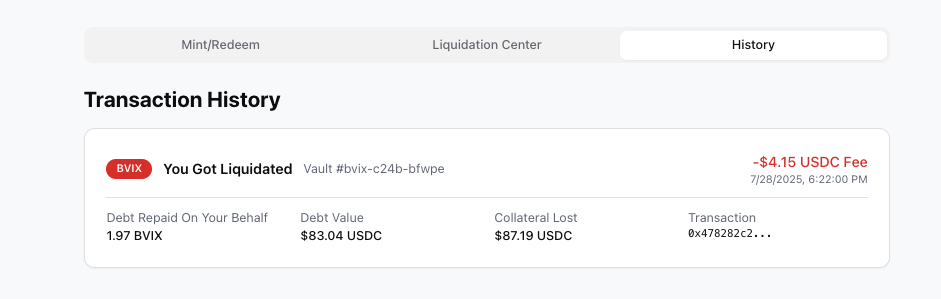 Mint/Redeem Liquidation Center History
Transaction History
BVIX You Got Liquidated Vault #bvix-c24b-bfwpe -$4.15 USDC Fee
7/28/2025, 6:22:00 PM
Debt Repaid On Your Behalf Debt Value Collateral Lost Transaction
1.97 BVIX $83.04 USDC $87.19 USDC 0x478282c2...